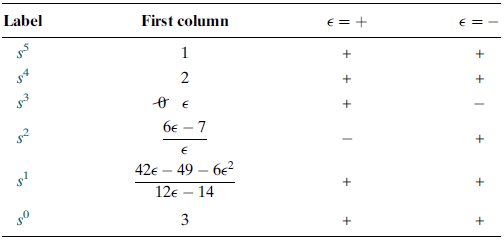 Label First column ϵ = + ϵ = −
s⁵ 1 + +
s⁴ 2 + +
s³ 0 ϵ + −
s² (6ϵ − 7)/ϵ − +
s¹ (42ϵ − 49 − 6ϵ²)/(12ϵ − 14) + +
s⁰ 3 + +